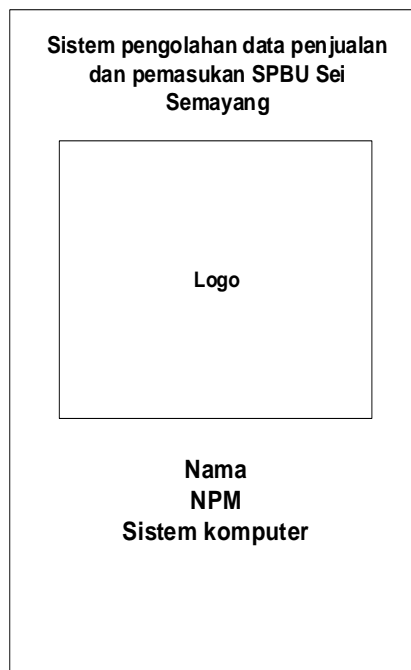 Sistem pengolahan data penjualan
dan pemasukan SPBU Sei
Semayang
Logo
Nama
NPM
Sistem komputer